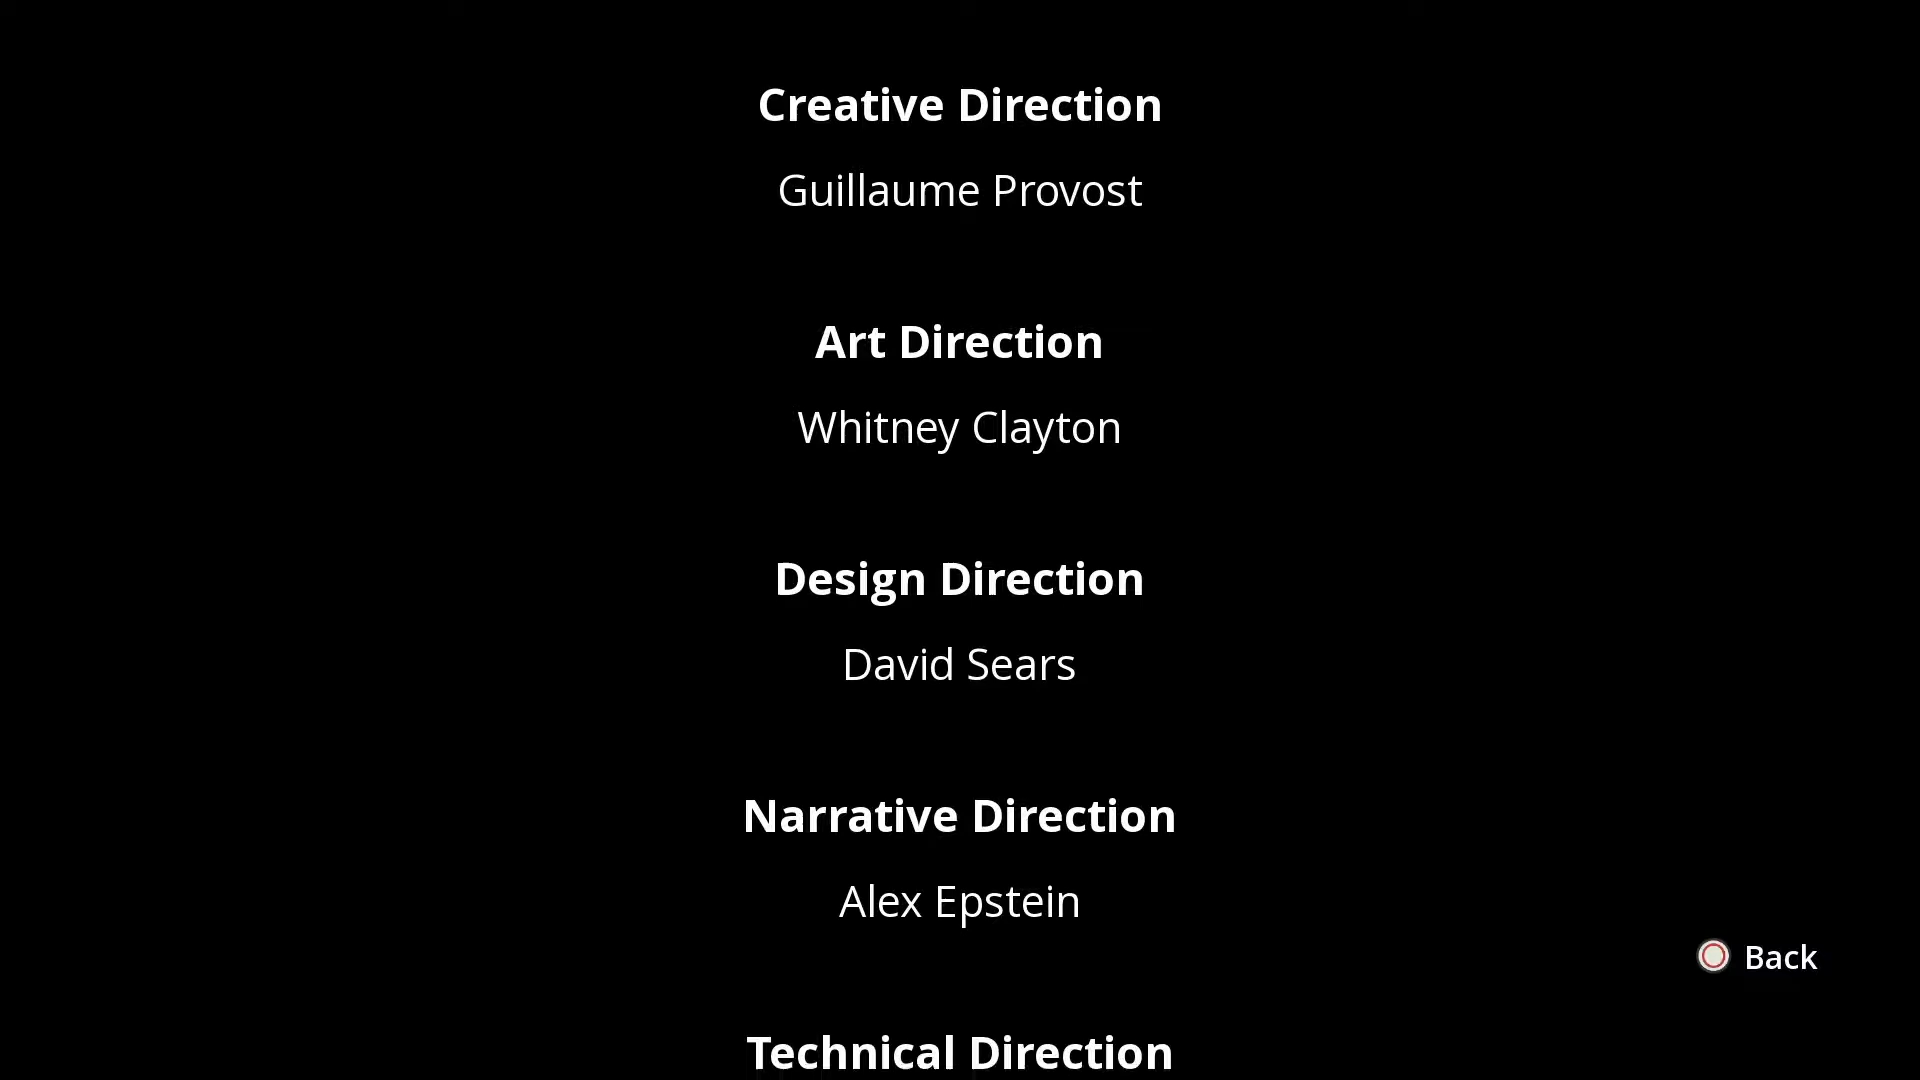 Creative Direction
Guillaume Provost
Art Direction
Whitney Clayton
Design Direction
David Sears
Narrative Direction
Alex Epstein
Back
Technical Direction